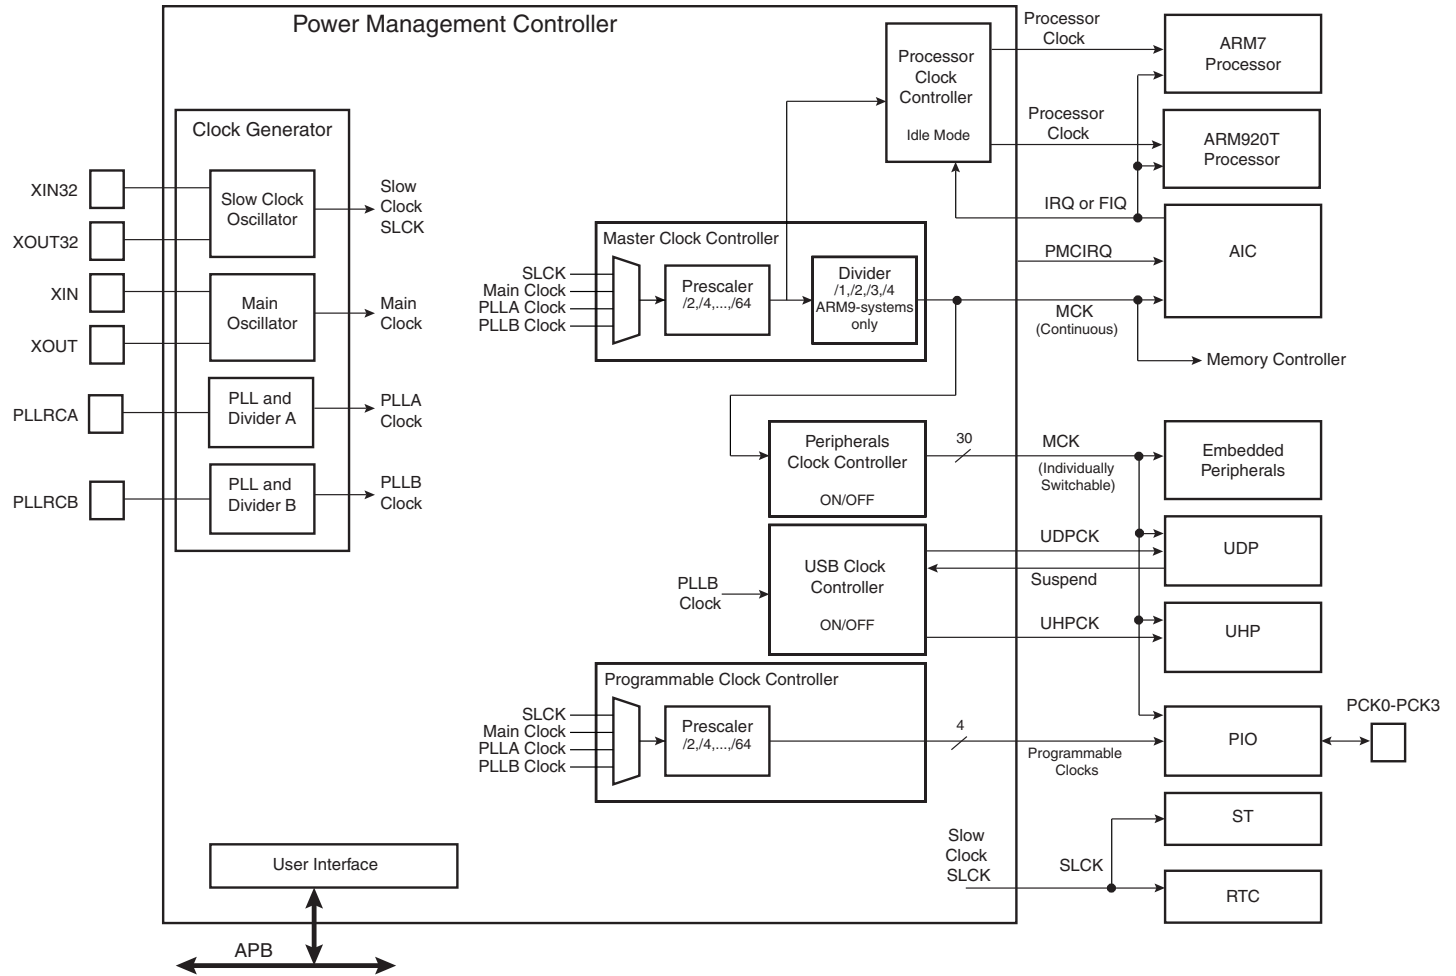 Power Management Controller
Clock Generator
XIN32
XOUT32
Slow Clock
Oscillator
Slow
Clock
SLCK
XIN
XOUT
Main
Oscillator
Main
Clock
PLLRCA
PLL and
Divider A
PLLA
Clock
PLLRCB
PLL and
Divider B
PLLB
Clock
Processor
Clock
Controller
Idle Mode
Processor
Clock
ARM7
Processor
Processor
Clock
ARM920T
Processor
IRQ or FIQ
PMCIRQ
AIC
MCK
(Continuous)
Memory Controller
Master Clock Controller
SLCK
Main Clock
PLLA Clock
PLLB Clock
Prescaler
/2,/4,...,/64
Divider
/1,/2,/3,/4
ARM9-systems
only
Peripherals
Clock Controller
ON/OFF
30
MCK
(Individually
Switchable)
Embedded
Peripherals
PLLB
Clock
USB Clock
Controller
ON/OFF
UDPCK
Suspend
UDP
UHPCK
UHP
Programmable Clock Controller
SLCK
Main Clock
PLLA Clock
PLLB Clock
Prescaler
/2,/4,...,/64
4
Programmable
Clocks
PIO
PCK0-PCK3
Slow
Clock
SLCK
SLCK
ST
RTC
User Interface
APB